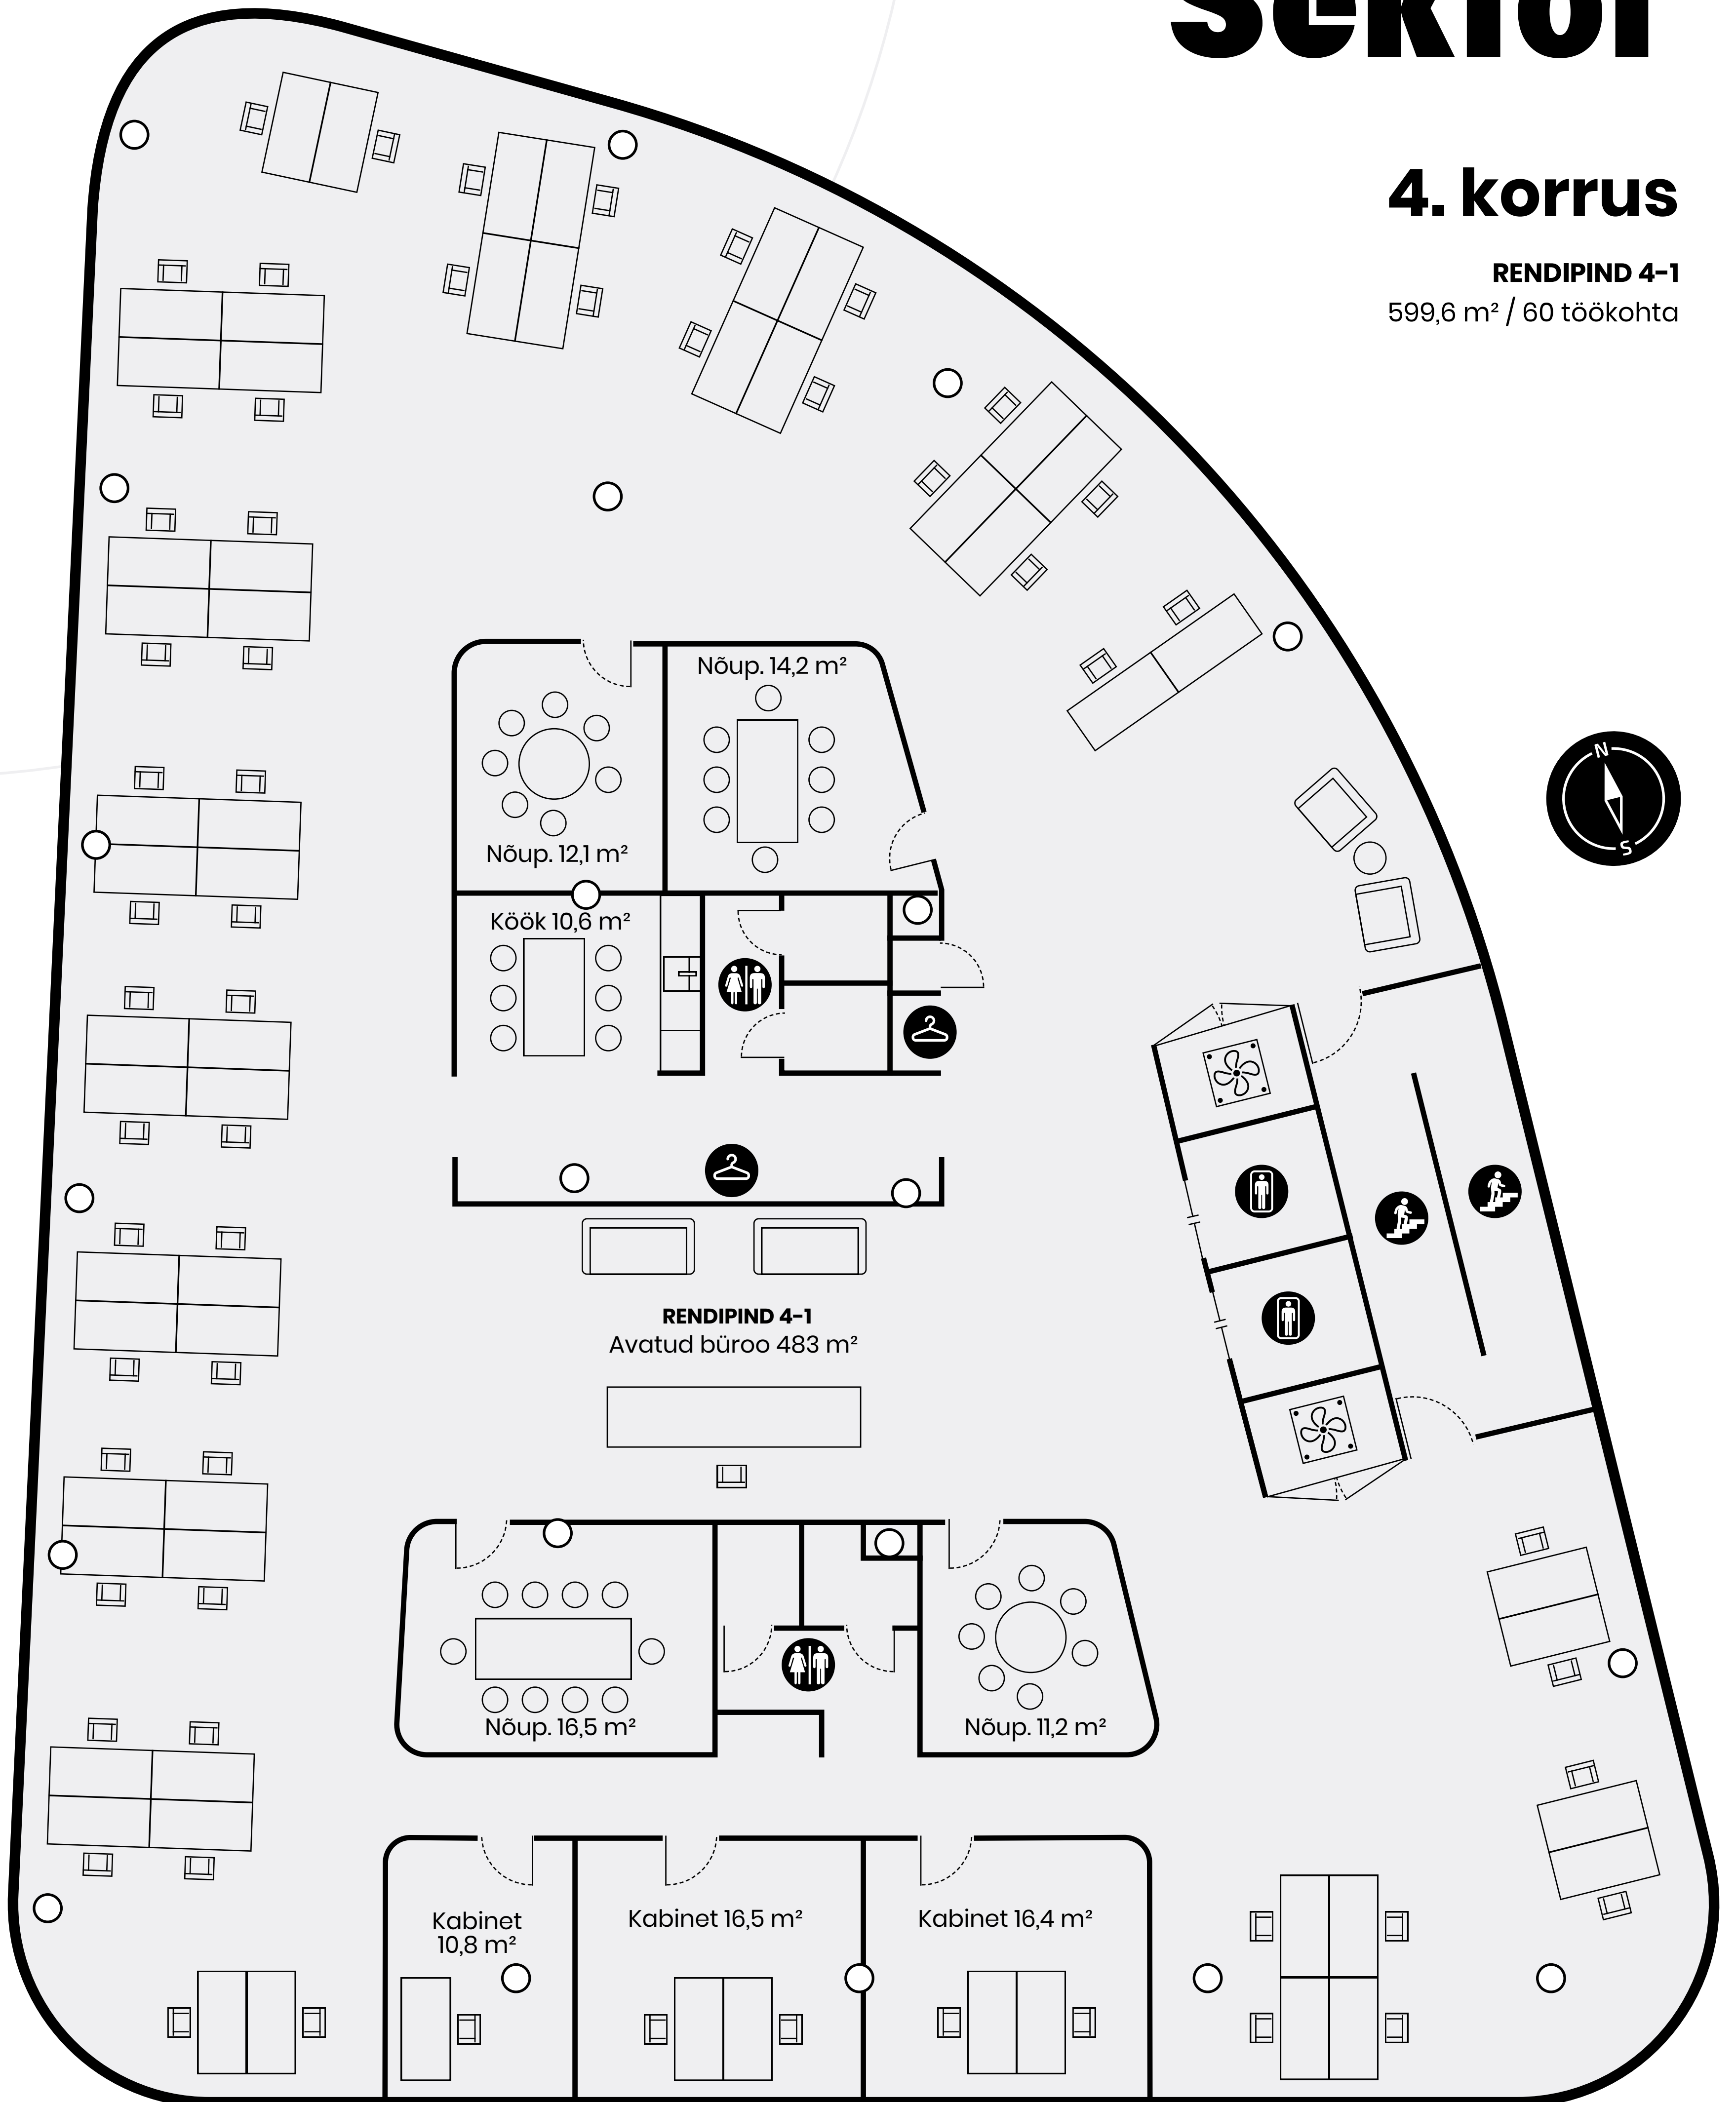 Sektor
4. korrus
RENDIPIND 4-1
599,6 m² / 60 töökohta
Nõup. 14,2 m²
N
Nõup. 12,1 m²
S
Köök 10,6 m²
RENDIPIND 4-1
Avatud büroo 483 m²
Nõup. 16,5 m²
Nõup. 11,2 m²
Kabinet
10,8 m²
Kabinet 16,5 m²
Kabinet 16,4 m²